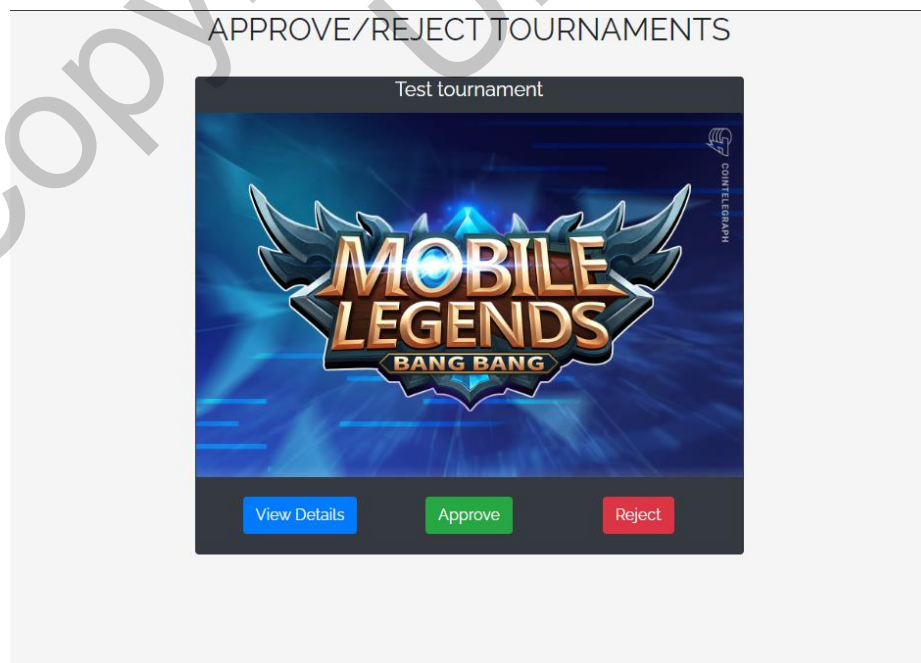 APPROVE/REJECT TOURNAMENTS
Test tournament
COINTELEGRAPH
MOBILE
LEGENDS
BANG BANG
View Details
Approve
Reject